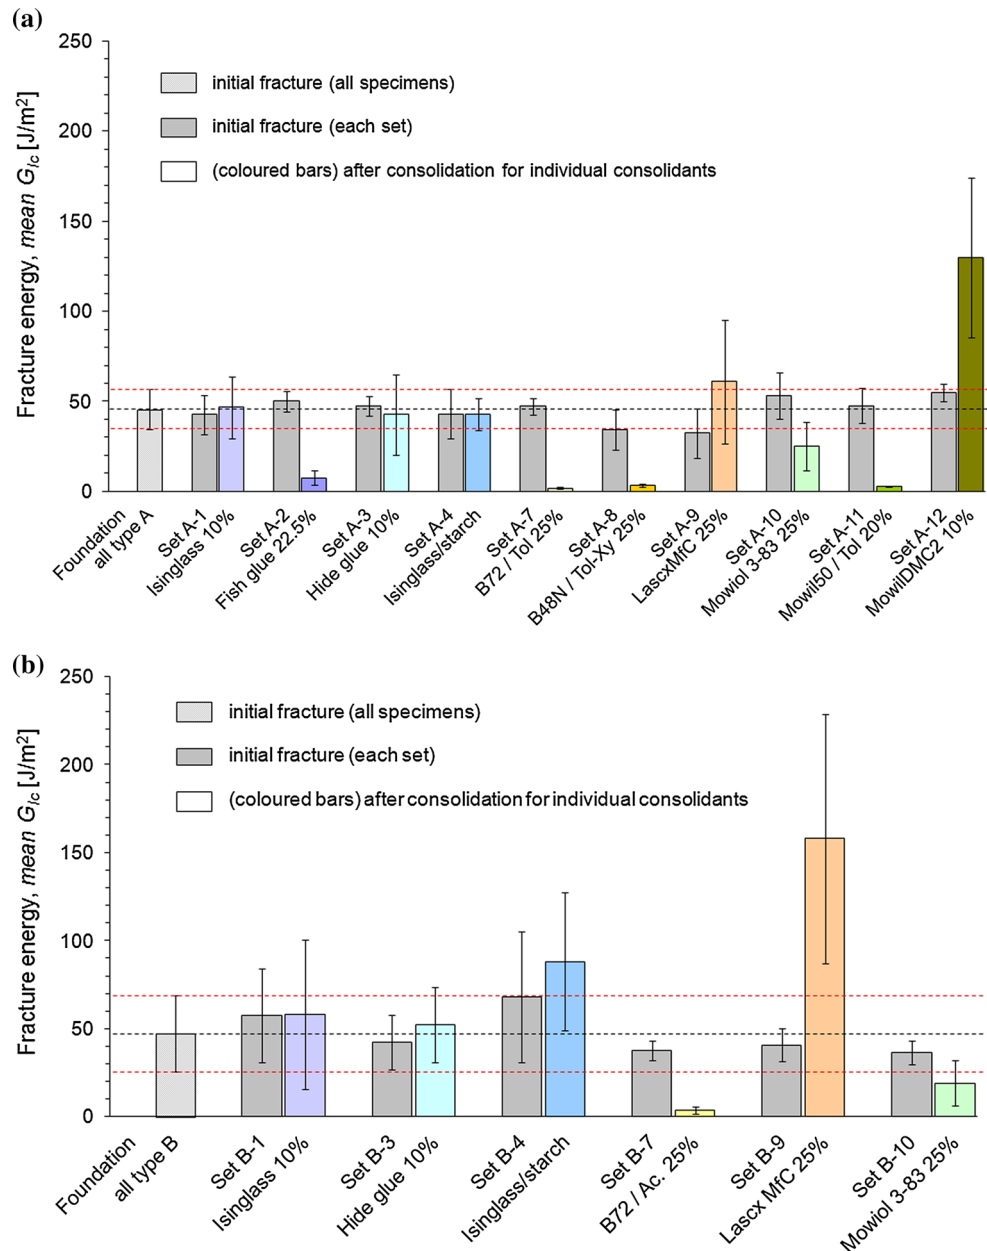 (a)
250
200
150
100
50
0
Fracture energy, mean G_Ic [J/m²]
initial fracture (all specimens)
initial fracture (each set)
(coloured bars) after consolidation for individual consolidants
Foundation
all type A
Set A-1
Isinglass 10%
Set A-2
Fish glue 22.5%
Set A-3
Hide glue 10%
Set A-4
Isinglass/starch
Set A-7
B72 / Tol 25%
Set A-8
B48N / Tol-Xy 25%
Set A-9
LascxMfC 25%
Set A-10
Mowiol 3-83 25%
Set A-11
Mowil50 / Tol 20%
Set A-12
MowilDMC2 10%
(b)
250
200
150
100
50
0
Fracture energy, mean G_Ic [J/m²]
initial fracture (all specimens)
initial fracture (each set)
(coloured bars) after consolidation for individual consolidants
Foundation
all type B
Set B-1
Isinglass 10%
Set B-3
Hide glue 10%
Set B-4
Isinglass/starch
Set B-7
B72 / Ac. 25%
Set B-9
Lascx MfC 25%
Set B-10
Mowiol 3-83 25%